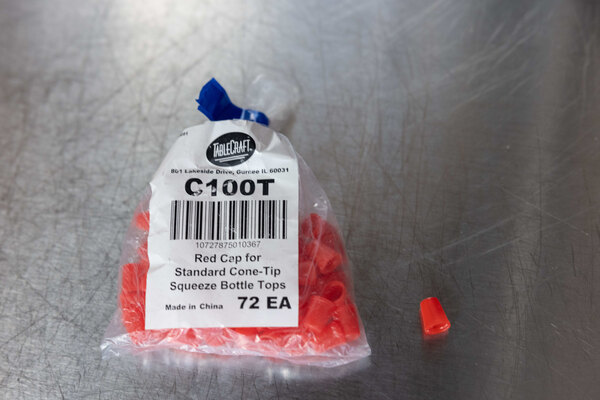 TABLECRAFT
801 Lakeside Drive, Gurnee IL 60031
C100T
10727875010367
Red Cap for
Standard Cone-Tip
Squeeze Bottle Tops
Made in China 72 EA